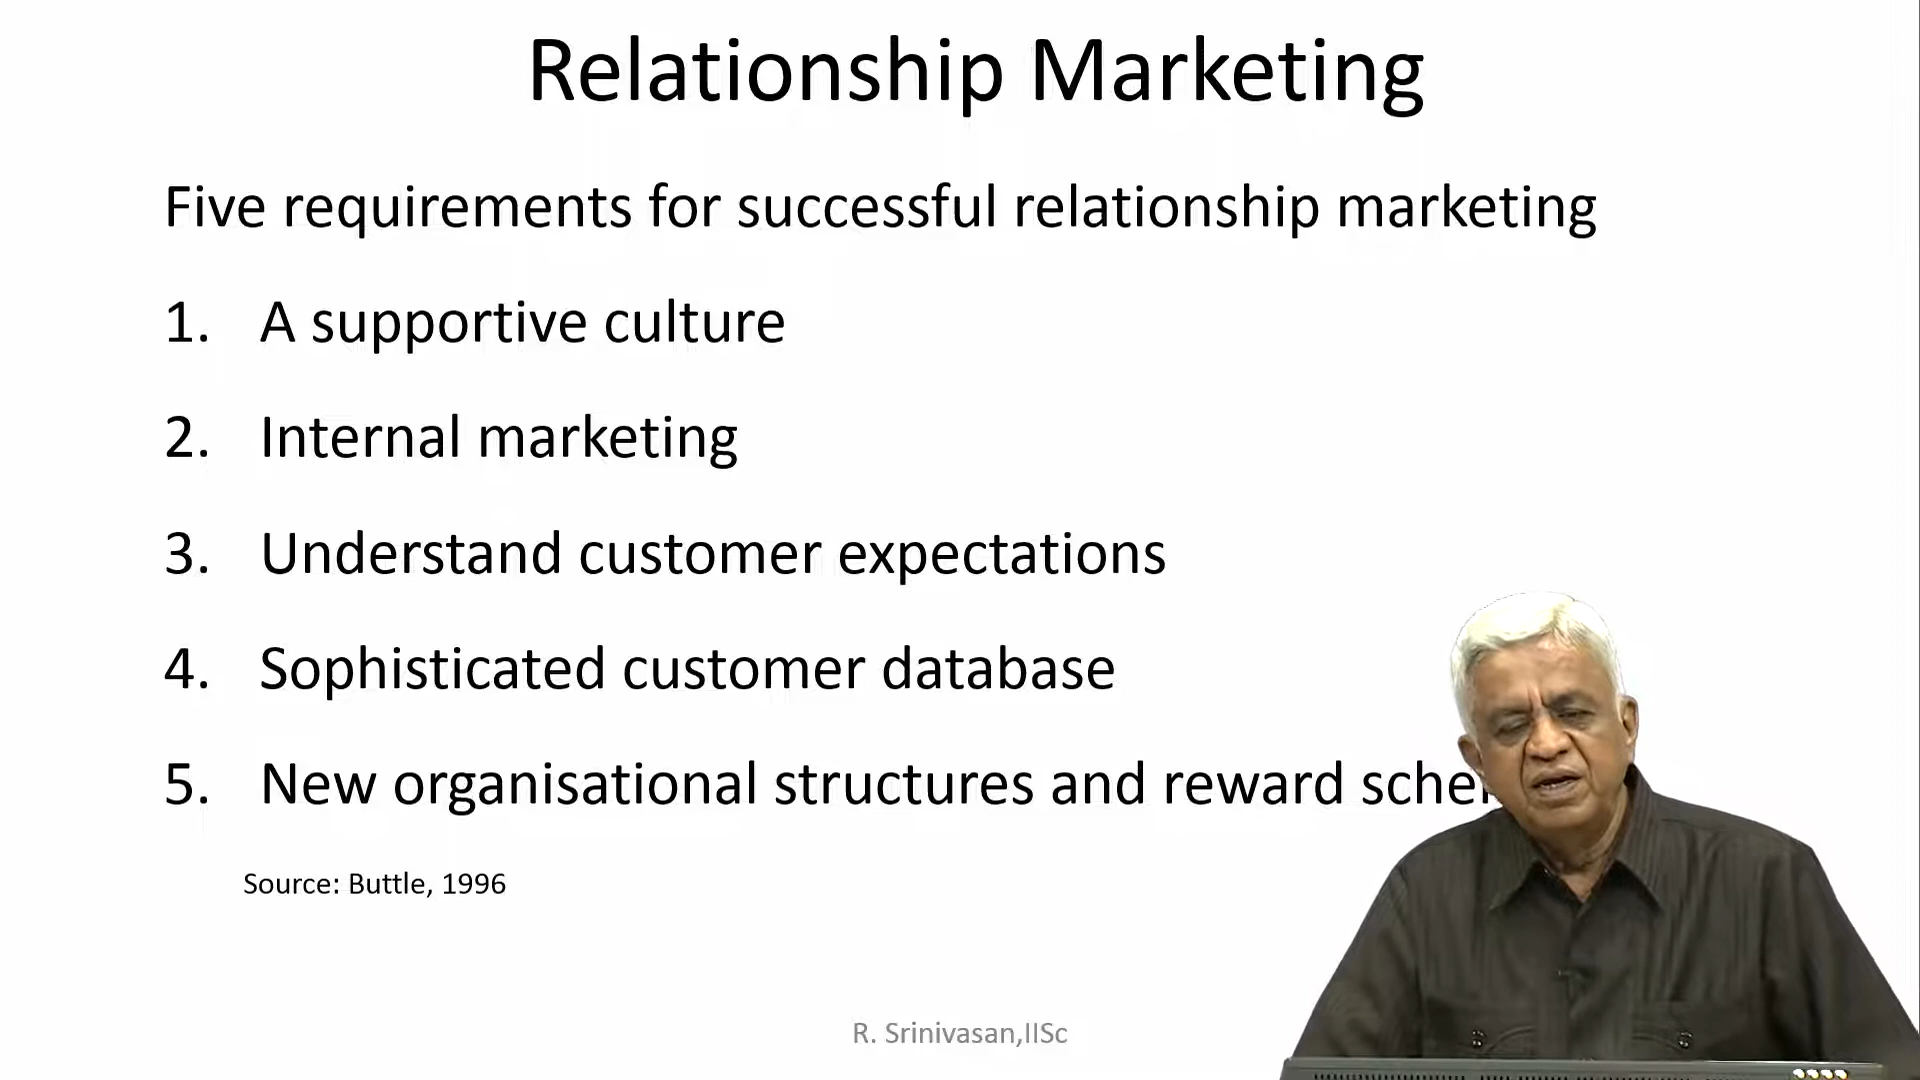 Relationship Marketing
Five requirements for successful relationship marketing
1. A supportive culture
2. Internal marketing
3. Understand customer expectations
4. Sophisticated customer database
5. New organisational structures and reward
Source: Buttle, 1996
R. Srinivasan,IISc